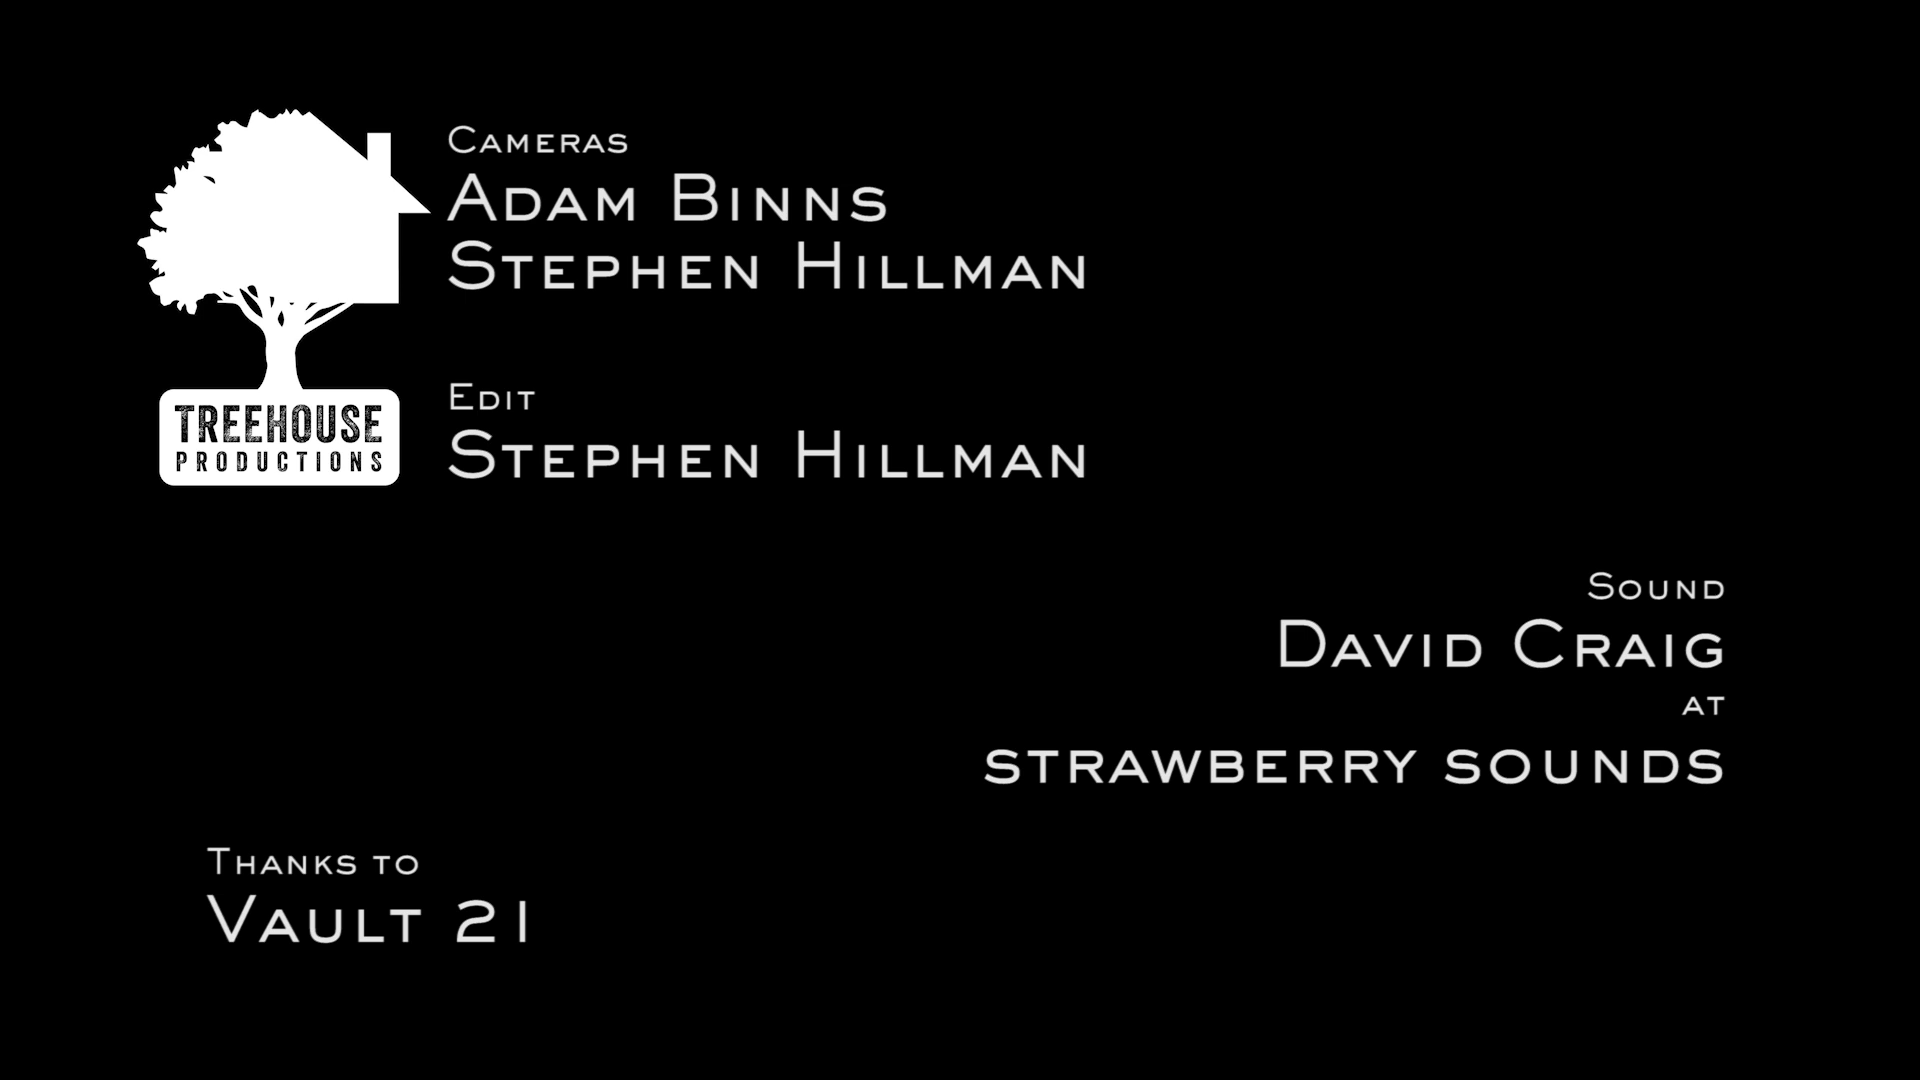 Cameras
Adam Binns
Stephen Hillman
Edit
Stephen Hillman
TREEHOUSE
PRODUCTIONS
Sound
David Craig
at
strawberry sounds
Thanks to
Vault 21